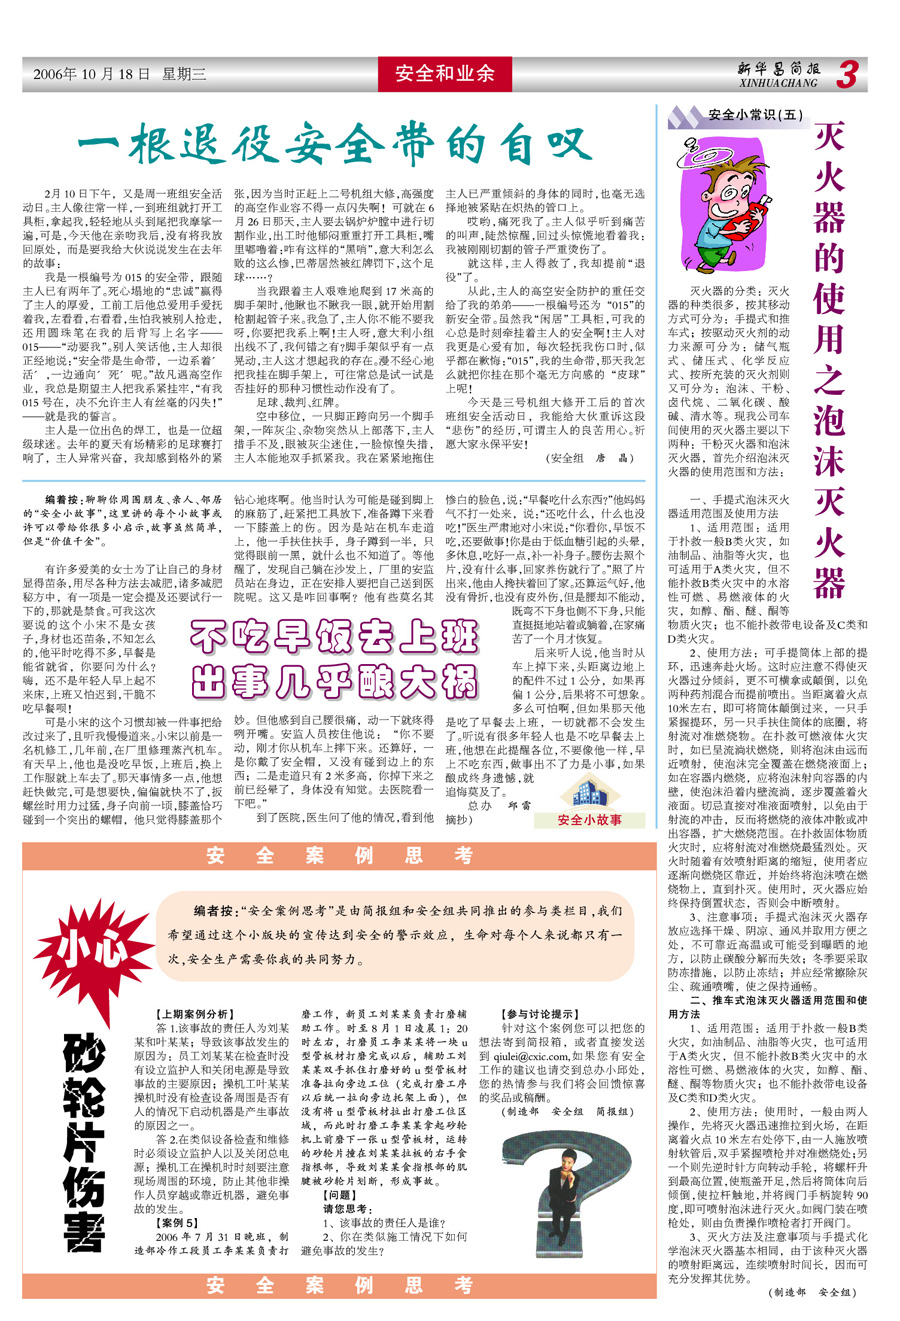 2006年 10 月 18 日 星期三
安全和业余
新华昌简报
XINHUACHANG
3
一根退役安全带的自叹
2月 10 日下午，又是周一班组安全活
动日。主人像往常一样,一到班组就打开工
具柜,拿起我,轻轻地从头到尾把我摩挲一
遍,可是,今天他在亲吻我后,没有将我放
回原处，而是要我给大伙说说发生在去年
的故事：
我是一根编号为 015 的安全带，跟随
主人已有两年了。死心塌地的“忠诚”赢得
了主人的厚爱，工前工后他总爱用手爱抚
着我,左看看,右看看,生怕我被别人抢走，
还用圆珠笔在我的后背写上名字——
015——“动要我”。别人笑话他,主人却很
正经地说:“安全带是生命带，一边系着‘
活’，一边通向‘死’呢。”故凡遇高空作
业，我总是期望主人把我系紧挂牢，“有我
015 号在，决不允许主人有丝毫的闪失!”
——就是我的誓言。
主人是一位出色的焊工，也是一位超
级球迷。去年的夏天有场精彩的足球赛打
响了，主人异常兴奋，我却感到格外的紧
张,因为当时正赶上二号机组大修,高强度
的高空作业容不得一点闪失啊！可就在 6
月 26 日那天,主人要去锅炉炉膛中进行切
割作业,出工时他郁闷重重打开工具柜,嘴
里嘟噜着:咋有这样的“黑哨”,意大利怎么
败的这么惨,巴蒂居然被红牌罚下,这个足
球……？
当我跟着主人艰难地爬到 17 米高的
脚手架时,他瞅也不瞅我一眼,就开始用割
枪割起管子来。我急了,主人你不能不要我
呀,你要把我系上啊!主人呀,意大利小组
出线不了,我何错之有?脚手架似乎有一点
晃动,主人这才想起我的存在。漫不经心地
把我挂在脚手架上，可往常总是试一试是
否挂好的那种习惯性动作没有了。
足球、裁判、红牌。
空中移位，一只脚正跨向另一个脚手
架,一阵灰尘、杂物突然从上部落下,主人
措手不及,眼被灰尘迷住,一脸惊惶失措，
主人本能地双手抓紧我。我在紧紧地拖住
主人已严重倾斜的身体的同时,也毫无选
择地被紧贴在炽热的管口上。
哎哟,痛死我了。主人似乎听到痛苦
的叫声,陡然惊醒,回过头惊慌地看着我：
我被刚刚切割的管子严重烫伤了。
就这样,主人得救了,我却提前“退
役”了。
从此,主人的高空安全防护的重任交
给了我的弟弟——一根编号还为“015”的
新安全带。虽然我“闲居”工具柜,可我的
心总是时刻牵挂着主人的安全啊!主人对
我更是心爱有加，每次轻抚我伤口时,似
乎都在歉悔:“015”,我的生命带,那天我怎
么就把你挂在那个毫无方向感的“皮球”
上呢!
今天是三号机组大修开工后的首次
班组安全活动日，我能给大伙重诉这段
“悲伤”的经历,可谓主人的良苦用心。祈
愿大家永保平安!
(安全组 唐 晶)
编着按:聊聊你周围朋友、亲人、邻居
的“安全小故事”,这里讲的每个小故事或
许可以带给你很多小启示,故事虽然简单，
但是“价值千金”。
有许多爱美的女士为了让自己的身材
显得苗条,用尽各种方法去减肥,诸多减肥
秘方中，有一项是一定会提及还要试行一
下的,那就是禁食。可我这次
要说的这个小宋不是女孩
子,身材也还苗条,不知怎么
的,他平时吃得不多,早餐是
能省就省，你要问为什么?
嗨，还不是年轻人早上起不
来床,上班又怕迟到,干脆不
吃早餐呗!
可是小宋的这个习惯却被一件事把给
改过来了,且听我慢慢道来。小宋以前是一
名机修工,几年前,在厂里修理蒸汽机车。
有天早上,他也是没吃早饭,上班后,换上
工作服就上车去了。那天事情多一点,他想
赶快做完,可是想要快,偏偏就快不了,扳
螺丝时用力过猛,身子向前一顷,膝盖恰巧
碰到一个突出的螺帽，他只觉得膝盖那个
钻心地疼啊。他当时认为可能是碰到脚上
的麻筋了,赶紧把工具放下,准备蹲下来看
一下膝盖上的伤。因为是站在机车走道
上，他一手扶住扶手，身子蹲到一半，只
觉得眼前一黑，就什么也不知道了。等他
醒了，发现自己躺在沙发上，厂里的安监
员站在身边，正在安排人要把自己送到医
院呢。这又是咋回事啊？他有些莫名其
不吃早饭去上班
出事几乎酿大祸
妙。但他感到自己腰很痛，动一下就疼得
咧开嘴。安监人员按住他说：“你不要
动，刚才你从机车上摔下来。还算好，一
是你戴了安全帽，又没有碰到边上的东
西；二是走道只有 2 米多高，你掉下来之
前已经晕了，身体没有知觉。去医院看一
下吧。”
到了医院,医生问了他的情况,看到他
惨白的脸色,说:“早餐吃什么东西?”他妈妈
气不打一处来，说:“还吃什么，什么也没
吃!”医生严肃地对小宋说:“你看你,早饭不
吃,还要做事!你是由于低血糖引起的头晕，
多休息,吃好一点,补一补身子。腰伤去照个
片,没有什么事,回家养伤就行了。”照了片
出来,他由人搀扶着回了家。还算运气好,他
没有骨折,也没有皮外伤,但是腰却不能动，
既弯不下身也侧不下身,只能
直挺挺地站着或躺着,在家痛
苦了一个月才恢复。
后来听人说,他当时从
车上掉下来,头距离边地上
的配件不过 1 公分，如果再
偏 1 公分,后果将不可想象。
多么可怕啊,但如果那天他
是吃了早餐去上班，一切就都不会发生
了。听说有很多年轻人也是不吃早餐去上
班,他想在此提醒各位,不要像他一样,早
上不吃东西,做事出不了力是小事,如果
酿成终身遗憾,就
追悔莫及了。
总办 邱雷
摘抄）
安全小故事
安全案例思考
小心
编者按:“安全案例思考”是由简报组和安全组共同推出的参与类栏目,我们
希望通过这个小版块的宣传达到安全的警示效应，生命对每个人来说都只有一
次,安全生产需要你我的共同努力。
砂轮片伤害
【上期案例分析】
答 1.该事故的责任人为刘某
某和叶某某；导致该事故发生的
原因为：员工刘某某在检查时没
有设立监护人和关闭电源是导致
事故的主要原因；操机工叶某某
操机时没有检查设备周围是否有
人的情况下启动机器是产生事故
的原因之一。
答 2.在类似设备检查和维修
时必须设立监护人以及关闭总电
源；操机工在操机时时刻要注意
现场周围的环境，防止其他非操
作人员穿越或靠近机器，避免事
故的发生。
【案例 5】
2006 年 7 月 31 日晚班，制
造部冷作工段员工李某某负责打
磨工作，新员工刘某某负责打磨辅
助工作。时至 8 月 1 日凌晨 1：20
时左右，打磨员工李某某将一块 u
型管板材打磨完成以后，辅助工刘
某某双手抓住打磨好的 u 型管板材
准备拉向旁边工位（完成打磨工序
以后统一拉向旁边托架上面），但
没有将 u 型管板材拉出打磨工位区
域，而此时打磨工李某某拿起砂轮
机上前磨下一张 u 型管板材，运转
的砂轮片撞在刘某某拉板的右手食
指根部，导致刘某某食指根部的肌
腱被砂轮片划断，形成事故。
【问题】
请您思考：
1、该事故的责任人是谁？
2、你在类似施工情况下如何
避免事故的发生？
【参与讨论提示】
针对这个案例您可以把您的
想法寄到简报箱，或者直接发送
到 qiulei@cxic.com,如果您有安全
工作的建议也请交到总办小邱处，
您的热情参与我们将会回馈惊喜
的奖品或稿酬。
(制造部 安全组 简报组)
安全案例思考
安全小常识(五)
灭火器的使用之泡沫灭火器
灭火器的分类：灭火
器的种类很多，按其移动
方式可分为：手提式和推
车式；按驱动灭火剂的动
力来源可分为：储气瓶
式、储压式、化学反应
式、按所充装的灭火剂则
又可分为：泡沫、干粉、
卤代烷、二氧化碳、酸
碱、清水等。现我公司车
间使用的灭火器主要以下
两种：干粉灭火器和泡沫
灭火器，首先介绍泡沫灭
火器的使用范围和方法：
一、手提式泡沫灭火
器适用范围及使用方法
1、适用范围：适用
于扑救一般B类火灾，如
油制品、油脂等火灾，也
可适用于A类火灾，但不
能扑救B类火灾中的水溶
性可燃、易燃液体的火
灾，如醇、酯、醚、酮等
物质火灾；也不能扑救带电设备及C类和
D类火灾。
2、使用方法：可手提筒体上部的提
环，迅速奔赴火场。这时应注意不得使灭
火器过分倾斜，更不可横拿或颠倒，以免
两种药剂混合而提前喷出。当距离着火点
10米左右，即可将筒体颠倒过来，一只手
紧握提环，另一只手扶住筒体的底圈，将
射流对准燃烧物。在扑救可燃液体火灾
时，如已呈流淌状燃烧，则将泡沫由远而
近喷射，使泡沫完全覆盖在燃烧液面上；
如在容器内燃烧，应将泡沫射向容器的内
壁，使泡沫沿着内壁流淌，逐步覆盖着火
液面。切忌直接对准液面喷射，以免由于
射流的冲击，反而将燃烧的液体冲散或冲
出容器，扩大燃烧范围。在扑救固体物质
火灾时，应将射流对准燃烧最猛烈处。灭
火时随着有效喷射距离的缩短，使用者应
逐渐向燃烧区靠近，并始终将泡沫喷在燃
烧物上，直到扑灭。使用时，灭火器应始
终保持倒置状态，否则会中断喷射。
3、注意事项：手提式泡沫灭火器存
放应选择干燥、阴凉、通风并取用方便之
处，不可靠近高温或可能受到曝晒的地
方，以防止碳酸分解而失效；冬季要采取
防冻措施，以防止冻结；并应经常擦除灰
尘、疏通喷嘴，使之保持通畅。
二、推车式泡沫灭火器适用范围和使
用方法
1、适用范围：适用于扑救一般B类
火灾，如油制品、油脂等火灾，也可适用
于A类火灾，但不能扑救B类火灾中的水
溶性可燃、易燃液体的火灾，如醇、酯、
醚、酮等物质火灾；也不能扑救带电设备
及C类和D类火灾。
2、使用方法：使用时，一般由两人
操作，先将灭火器迅速推拉到火场，在距
离着火点 10 米左右处停下,由一人施放喷
射软管后,双手紧握喷枪并对准燃烧处;另
一个则先逆时针方向转动手轮，将螺杆升
到最高位置,使瓶盖开足,然后将筒体向后
倾倒,使拉杆触地,并将阀门手柄旋转 90
度,即可喷射泡沫进行灭火。如阀门装在喷
枪处，则由负责操作喷枪者打开阀门。
3、灭火方法及注意事项与手提式化
学泡沫灭火器基本相同，由于该种灭火器
的喷射距离远，连续喷射时间长，因而可
充分发挥其优势。
(制造部 安全组)